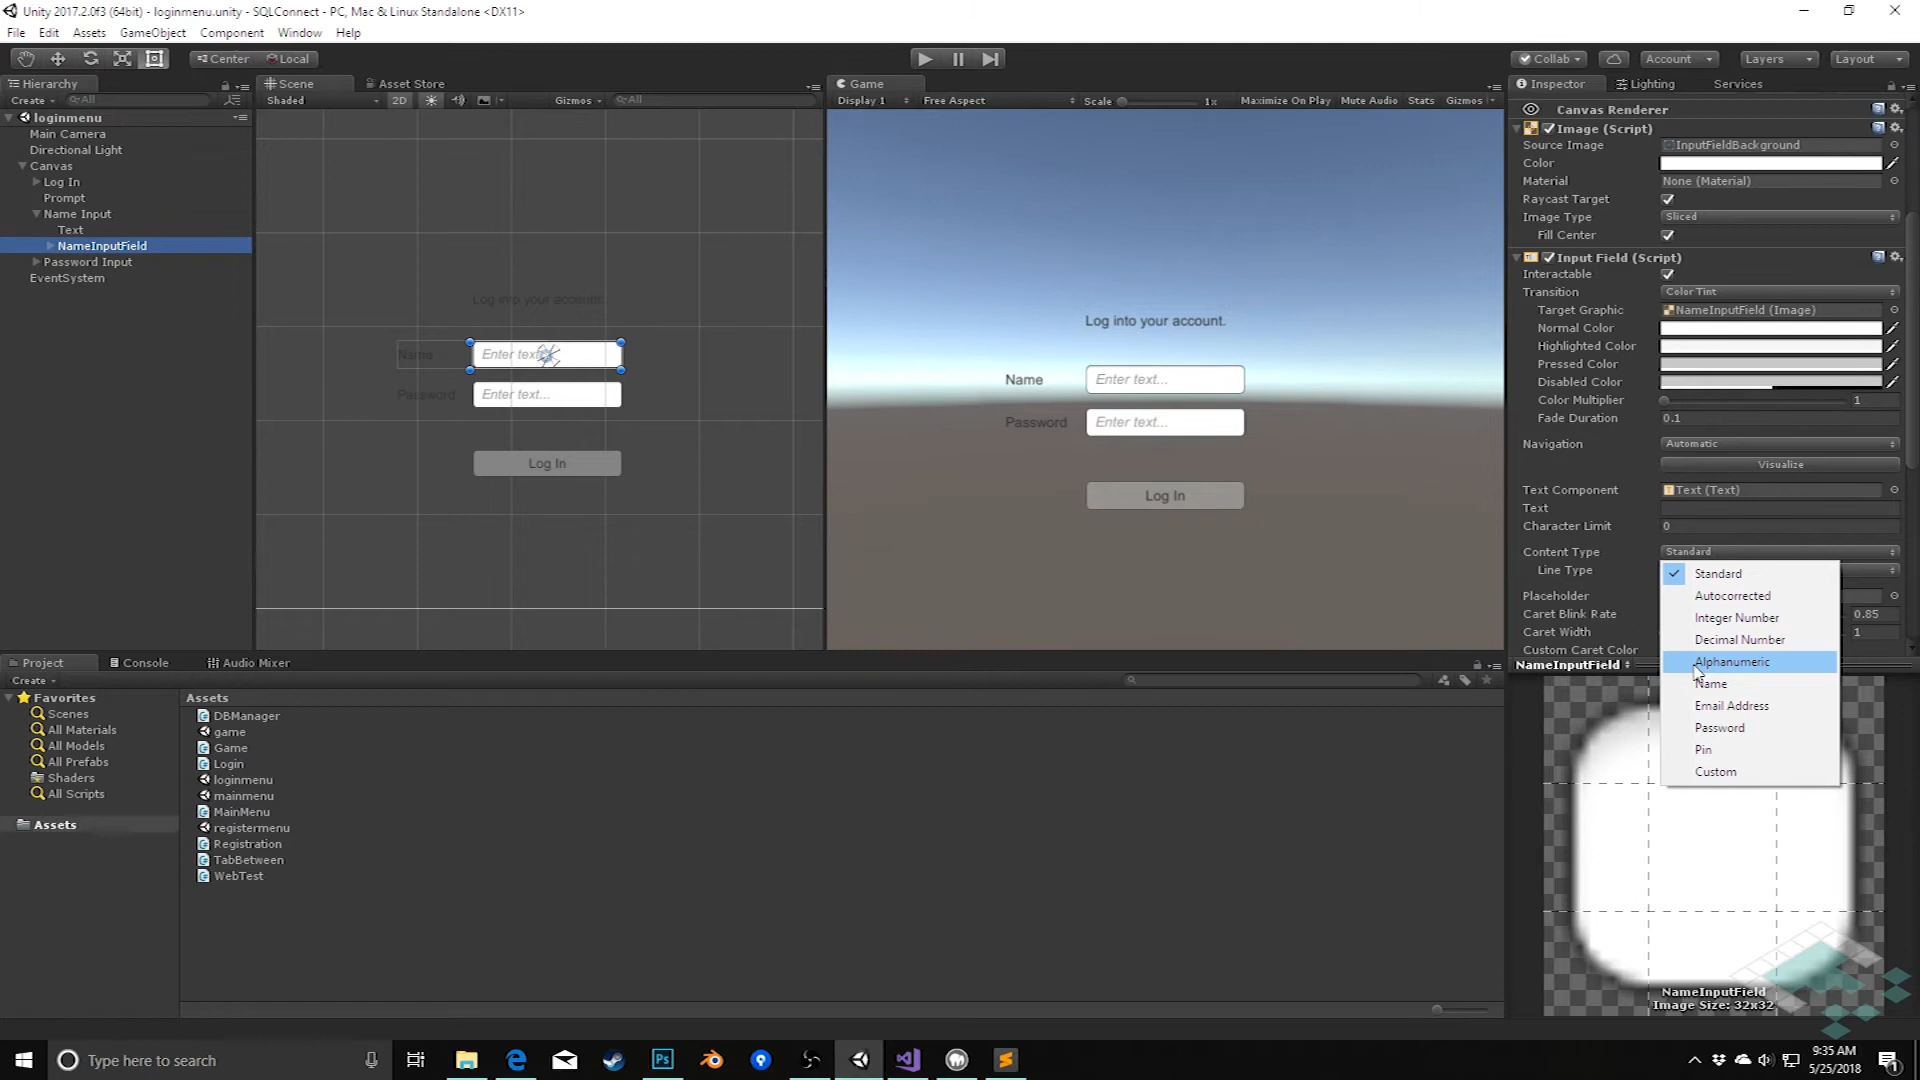 Unity 2017.2.0f3 (64bit) - loginmenu.unity - SQLConnect - PC, Mac & Linux Standalone <DX11>
File Edit Assets GameObject Component Window Help
Center Local
Collab Account Layers Layout
Hierarchy
Create All
loginmenu
Main Camera
Directional Light
Canvas
Log In
Prompt
Name Input
Text
NameInputField
Password Input
EventSystem
Scene Asset Store
Shaded 2D Gizmos All
Log into your account.
Name Enter text...
Password Enter text...
Log In
Game
Display 1 Free Aspect Scale 1x Maximize On Play Mute Audio Stats Gizmos
Log into your account.
Name Enter text...
Password Enter text...
Log In
Inspector Lighting Services
Canvas Renderer
Image (Script)
Source Image InputFieldBackground
Color
Material None (Material)
Raycast Target
Image Type Sliced
Fill Center
Input Field (Script)
Interactable
Transition Color Tint
Target Graphic NameInputField (Image)
Normal Color
Highlighted Color
Pressed Color
Disabled Color
Color Multiplier 1
Fade Duration 0.1
Navigation Automatic
Visualize
Text Component Text (Text)
Text
Character Limit 0
Content Type Standard
Line Type
Placeholder
Caret Blink Rate 0.85
Caret Width 1
Custom Caret Color
Standard
Autocorrected
Integer Number
Decimal Number
Alphanumeric
Name
Email Address
Password
Pin
Custom
NameInputField
NameInputField
Image Size: 32x32
Project Console Audio Mixer
Create
Favorites
Scenes
All Materials
All Models
All Prefabs
Shaders
All Scripts
Assets
Assets
DBManager
game
Game
Login
loginmenu
mainmenu
MainMenu
registermenu
Registration
TabBetween
WebTest
Type here to search
Ps
9:35 AM
5/25/2018
1